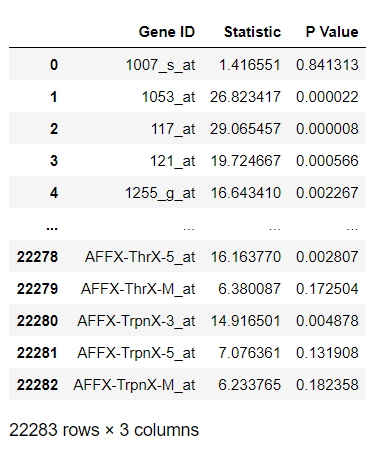 Gene ID Statistic P Value
0 1007_s_at 1.416551 0.841313
1 1053_at 26.823417 0.000022
2 117_at 29.065457 0.000008
3 121_at 19.724667 0.000566
4 1255_g_at 16.643410 0.002267
... ... ... ...
22278 AFFX-ThrX-5_at 16.163770 0.002807
22279 AFFX-ThrX-M_at 6.380087 0.172504
22280 AFFX-TrpnX-3_at 14.916501 0.004878
22281 AFFX-TrpnX-5_at 7.076361 0.131908
22282 AFFX-TrpnX-M_at 6.233765 0.182358
22283 rows × 3 columns